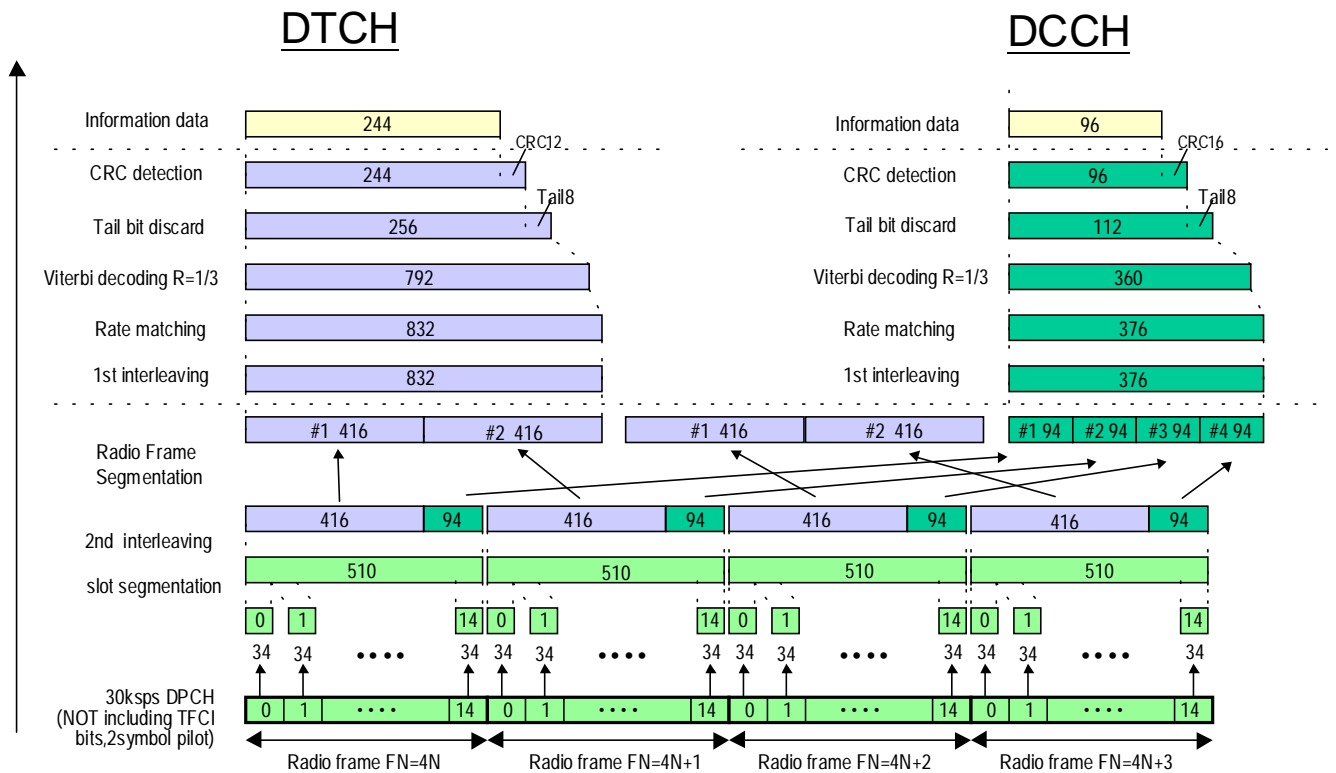 DTCH DCCH
Information data 244 Information data 96
CRC12 CRC16
CRC detection 244 CRC detection 96
Tail8 Tail8
Tail bit discard 256 Tail bit discard 112
Viterbi decoding R=1/3 792 Viterbi decoding R=1/3 360
Rate matching 832 Rate matching 376
1st interleaving 832 1st interleaving 376
#1 416 #2 416 #1 416 #2 416 #1 94 #2 94 #3 94 #4 94
Radio Frame
Segmentation
416 94 416 94 416 94 416 94
2nd interleaving
510 510 510 510
slot segmentation
0 1 14 0 1 14 0 1 14 0 1 14
34 34 •••• 34 34 34 •••• 34 34 34 •••• 34 34 34 •••• 34
30ksps DPCH
(NOT including TFCI
bits,2symbol pilot)
0 1 •••• 14 0 1 •••• 14 0 1 •••• 14 0 1 •••• 14
Radio frame FN=4N Radio frame FN=4N+1 Radio frame FN=4N+2 Radio frame FN=4N+3